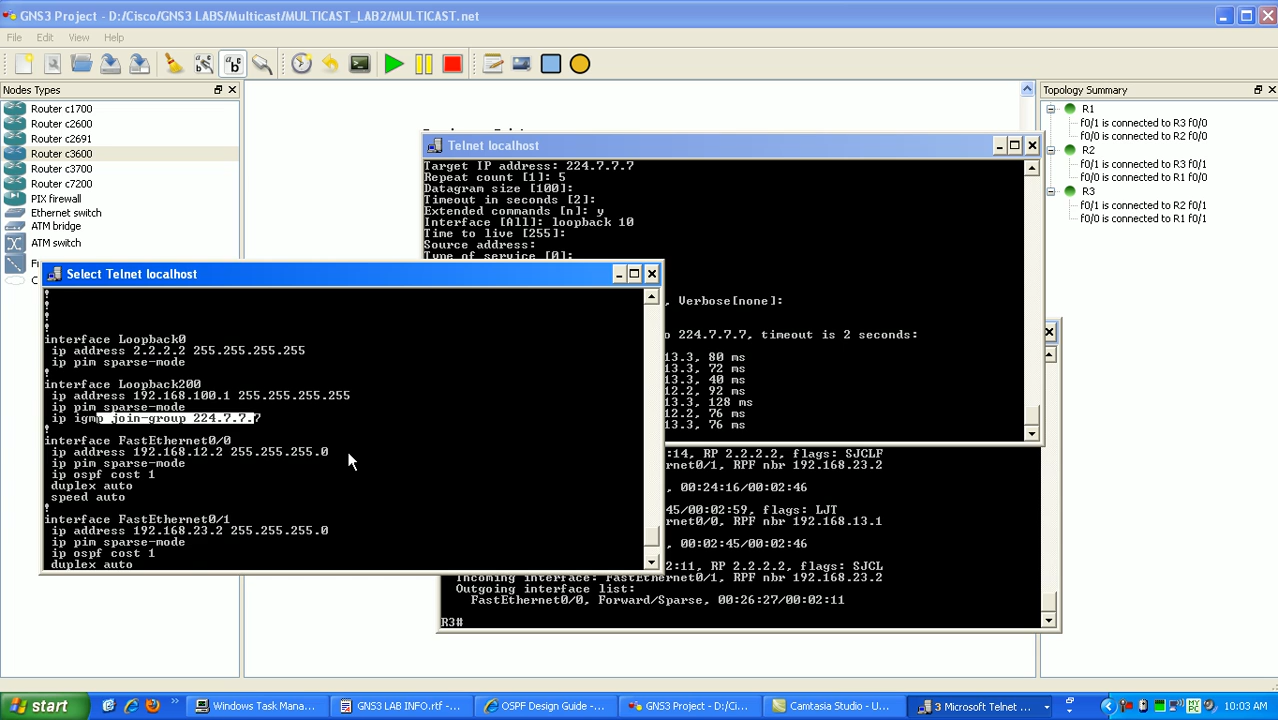 GNS3 Project - D:/Cisco/GNS3 LABS/Multicast/MULTICAST_LAB2/MULTICAST.net
File Edit View Help
Nodes Types
Router c1700
Router c2600
Router c2691
Router c3600
Router c3700
Router c7200
PIX firewall
Ethernet switch
ATM bridge
ATM switch
Telnet localhost
Target IP address: 224.7.7.7
Repeat count [1]: 5
Datagram size [100]:
Timeout in seconds [2]:
Extended commands [n]: y
Interface [All]: loopback 10
Time to live [255]:
Source address:
Type of service [0]:
, Verbose[none]:
o 224.7.7.7, timeout is 2 seconds:
13.3, 80 ms
13.3, 72 ms
13.3, 40 ms
12.2, 92 ms
13.3, 128 ms
12.2, 76 ms
13.3, 76 ms
Select Telnet localhost
!
!
!
!
interface Loopback0
ip address 2.2.2.2 255.255.255.255
ip pim sparse-mode
!
interface Loopback200
ip address 192.168.100.1 255.255.255.255
ip pim sparse-mode
ip igmp join-group 224.7.7.7
!
interface FastEthernet0/0
ip address 192.168.12.2 255.255.255.0
ip pim sparse-mode
ip ospf cost 1
duplex auto
speed auto
!
interface FastEthernet0/1
ip address 192.168.23.2 255.255.255.0
ip pim sparse-mode
ip ospf cost 1
duplex auto
:14, RP 2.2.2.2, flags: SJCLF
ernet0/1, RPF nbr 192.168.23.2
, 00:24:16/00:02:46
45/00:02:59, flags: LJT
rnet0/0, RPF nbr 192.168.13.1
, 00:02:45/00:02:46
2:11, RP 2.2.2.2, flags: SJCL
Incoming interface: FastEthernet0/1, RPF nbr 192.168.23.2
Outgoing interface list:
FastEthernet0/0, Forward/Sparse, 00:26:27/00:02:11
R3#
Topology Summary
R1
f0/1 is connected to R3 f0/0
f0/0 is connected to R2 f0/0
R2
f0/1 is connected to R3 f0/1
f0/0 is connected to R1 f0/0
R3
f0/1 is connected to R2 f0/1
f0/0 is connected to R1 f0/1
start
Windows Task Mana...
GNS3 LAB INFO.rtf -...
OSPF Design Guide -...
GNS3 Project - D:/Ci...
Camtasia Studio - U...
3 Microsoft Telnet ...
10:03 AM